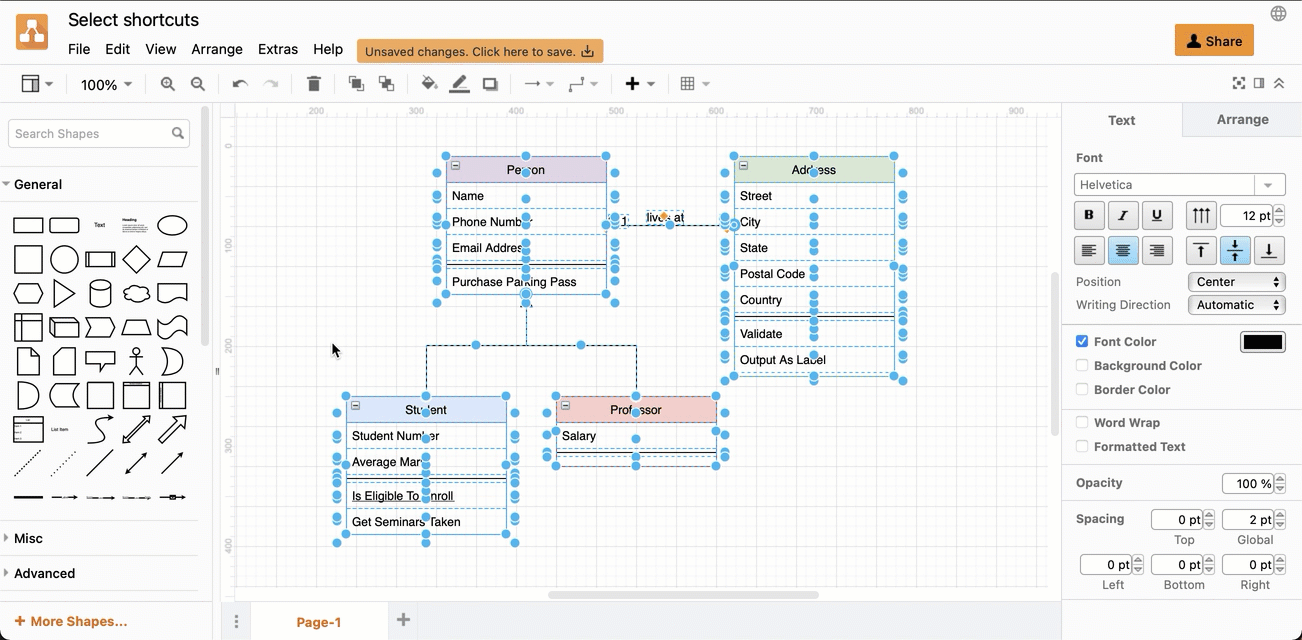 Select shortcuts
File Edit View Arrange Extras Help
Unsaved changes. Click here to save.
Share
100%
Search Shapes
General
Text
Heading
List Item
Misc
Advanced
+ More Shapes...
200 300 400 500 600 700 800 900
0
100
200
300
400
Person
Name
Phone Number
Email Address
Purchase Parking Pass
1
lives at
Address
Street
City
State
Postal Code
Country
Validate
Output As Label
Student
Student Number
Average Mark
Is Eligible To Enroll
Get Seminars Taken
Professor
Salary
Page-1
Text Arrange
Font
Helvetica
B I U 12 pt
Position Center
Writing Direction Automatic
Font Color
Background Color
Border Color
Word Wrap
Formatted Text
Opacity 100 %
Spacing 0 pt 2 pt
Top Global
0 pt 0 pt 0 pt
Left Bottom Right